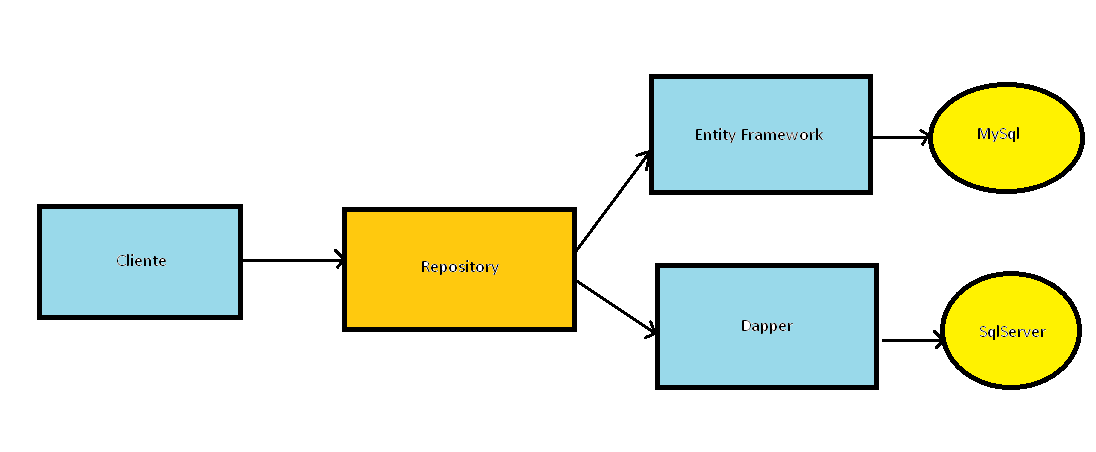 Cliente
Repository
Entity Framework
MySql
Dapper
SqlServer